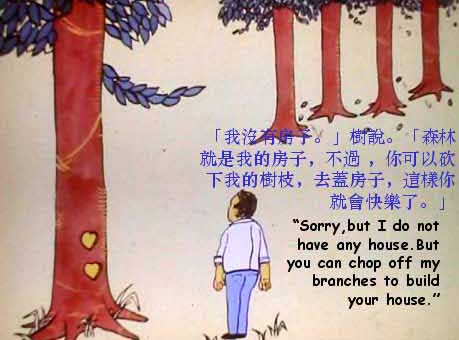 「我沒有房子。」樹說。「森林
就是我的房子，不過 ，你可以砍
下我的樹枝，去蓋房子，這樣你
就會快樂了。」
“Sorry,but I do not
have any house.But
you can chop off my
branches to build
your house.”